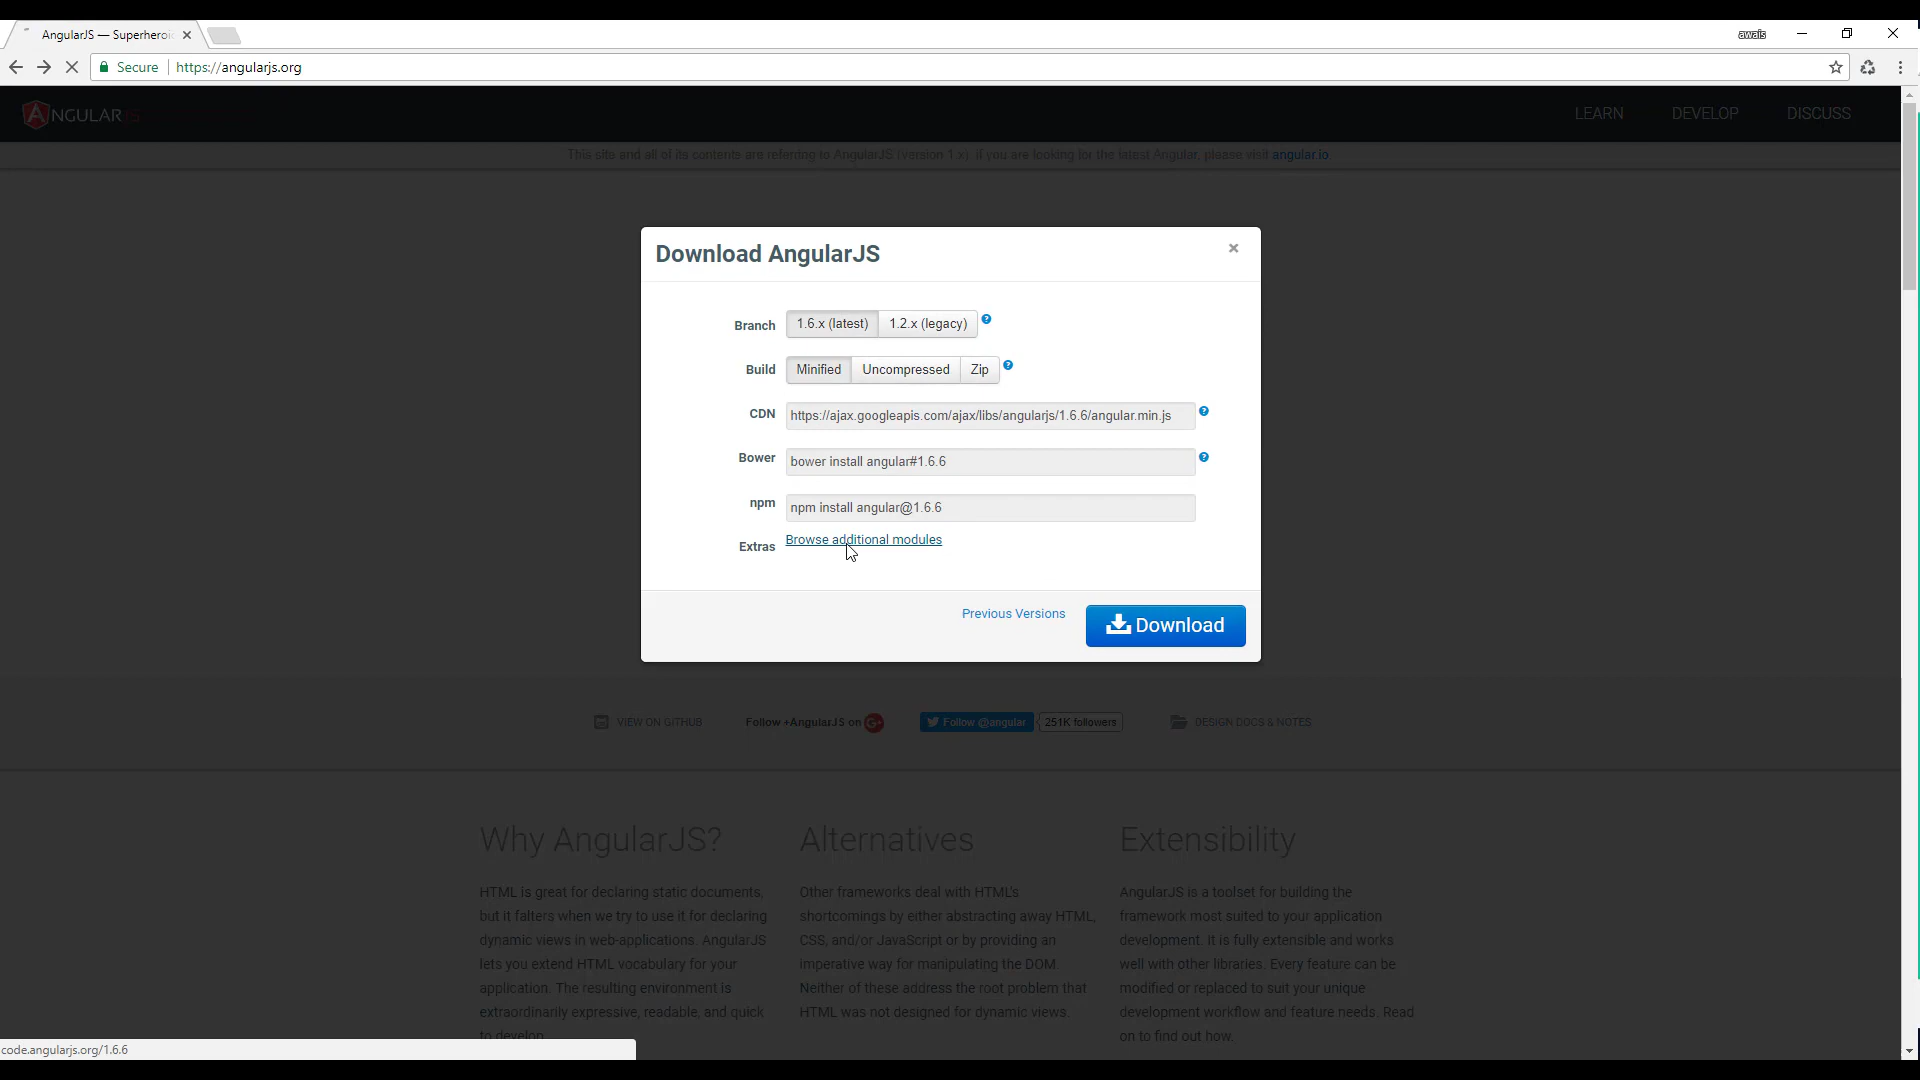 AngularJS — Superheroi
awais
Secure
https://angularjs.org
ANGULARJS
LEARN
DEVELOP
DISCUSS
This site and all of its contents are referring to AngularJS (version 1.x), if you are looking for the latest Angular, please visit angular.io.
Download AngularJS
×
Branch
1.6.x (latest)
1.2.x (legacy)
?
Build
Minified
Uncompressed
Zip
?
CDN
https://ajax.googleapis.com/ajax/libs/angularjs/1.6.6/angular.min.js
?
Bower
bower install angular#1.6.6
?
npm
npm install angular@1.6.6
Extras
Browse additional modules
Previous Versions
Download
VIEW ON GITHUB
Follow +AngularJS on
G+
Follow @angular
251K followers
DESIGN DOCS & NOTES
Why AngularJS?
HTML is great for declaring static documents,
but it falters when we try to use it for declaring
dynamic views in web-applications. AngularJS
lets you extend HTML vocabulary for your
application. The resulting environment is
extraordinarily expressive, readable, and quick
to develop.
Alternatives
Other frameworks deal with HTML's
shortcomings by either abstracting away HTML,
CSS, and/or JavaScript or by providing an
imperative way for manipulating the DOM.
Neither of these address the root problem that
HTML was not designed for dynamic views.
Extensibility
AngularJS is a toolset for building the
framework most suited to your application
development. It is fully extensible and works
well with other libraries. Every feature can be
modified or replaced to suit your unique
development workflow and feature needs. Read
on to find out how.
code.angularjs.org/1.6.6